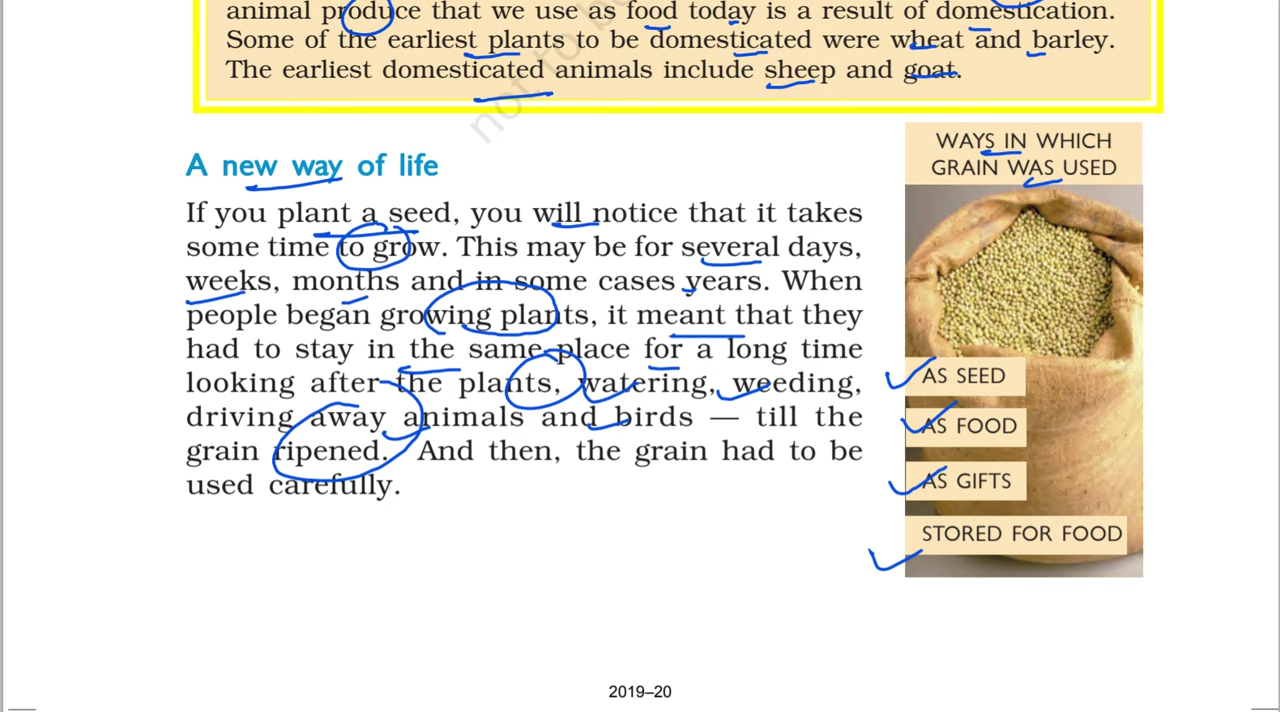 animal produce that we use as food today is a result of domestication.
Some of the earliest plants to be domesticated were wheat and barley.
The earliest domesticated animals include sheep and goat.
not to be
A new way of life
If you plant a seed, you will notice that it takes
some time to grow. This may be for several days,
weeks, months and in some cases years. When
people began growing plants, it meant that they
had to stay in the same place for a long time
looking after the plants, watering, weeding,
driving away animals and birds — till the
grain ripened. And then, the grain had to be
used carefully.
WAYS IN WHICH
GRAIN WAS USED
AS SEED
AS FOOD
AS GIFTS
STORED FOR FOOD
2019–20